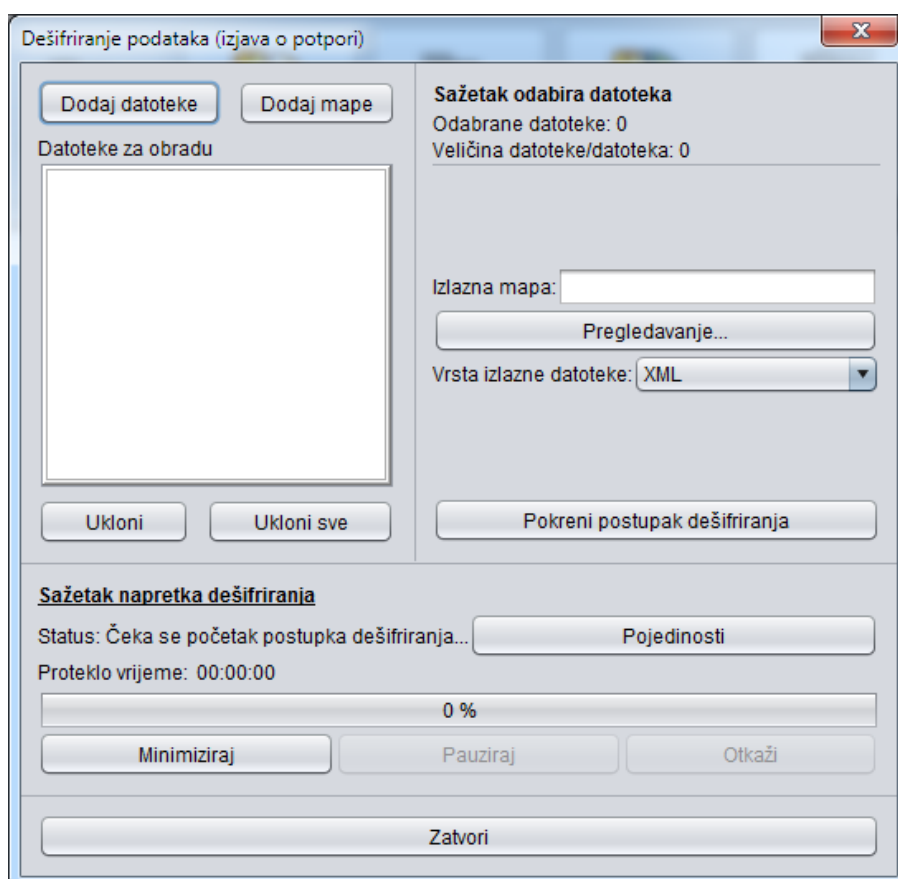 Dešifriranje podataka (izjava o potpori)
Dodaj datoteke
Dodaj mape
Datoteke za obradu
Ukloni
Ukloni sve
Sažetak odabira datoteka
Odabrane datoteke: 0
Veličina datoteke/datoteka: 0
Izlazna mapa:
Pregledavanje...
Vrsta izlazne datoteke: XML
Pokreni postupak dešifriranja
Sažetak napretka dešifriranja
Status: Čeka se početak postupka dešifriranja... Pojedinosti
Proteklo vrijeme: 00:00:00
0 %
Minimiziraj
Pauziraj
Otkaži
Zatvori